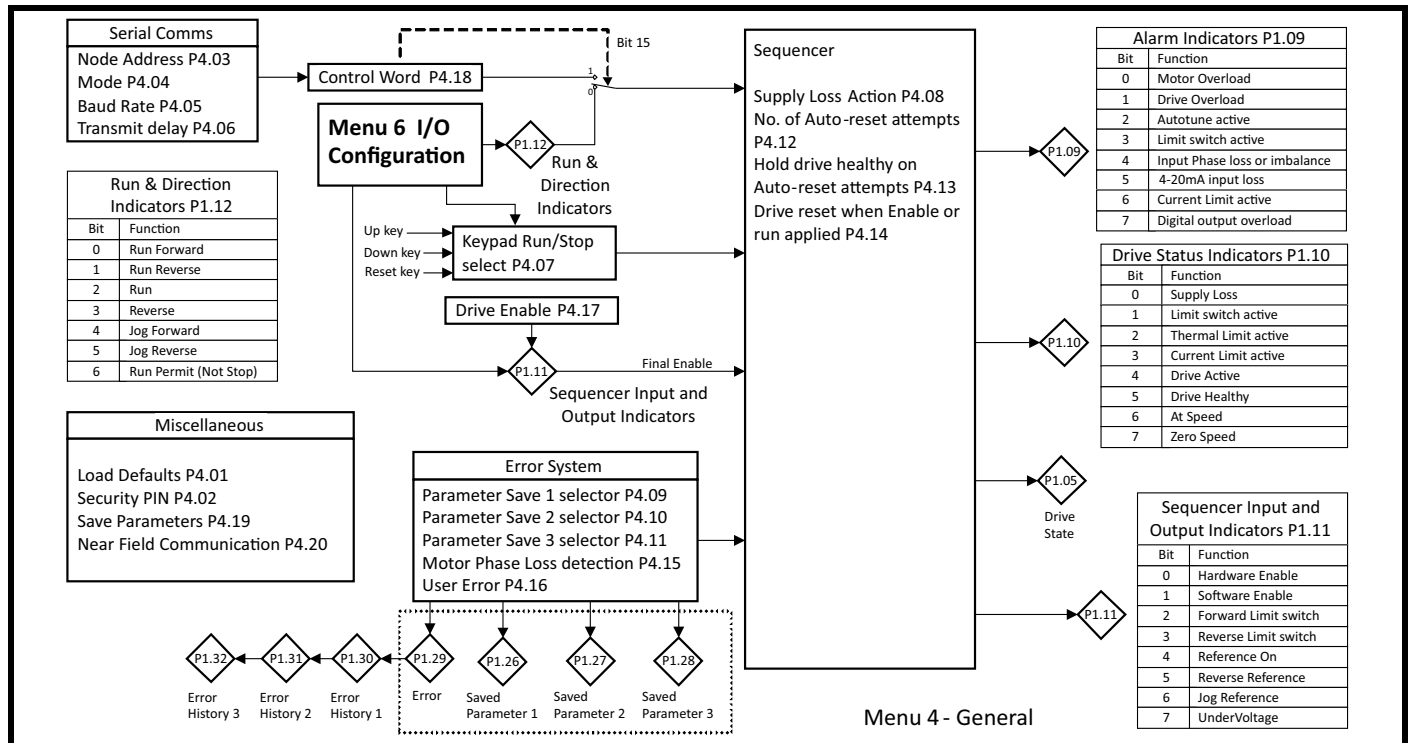 Serial Comms
Node Address P4.03
Mode P4.04
Baud Rate P4.05
Transmit delay P4.06
Bit 15
Control Word P4.18
1
0
Menu 6 I/O
Configuration
P1.12
Run &
Direction
Indicators
Run & Direction
Indicators P1.12
Bit Function
0 Run Forward
1 Run Reverse
2 Run
3 Reverse
4 Jog Forward
5 Jog Reverse
6 Run Permit (Not Stop)
Up key
Down key
Reset key
Keypad Run/Stop
select P4.07
Drive Enable P4.17
P1.11
Final Enable
Sequencer Input and
Output Indicators
Miscellaneous
Load Defaults P4.01
Security PIN P4.02
Save Parameters P4.19
Near Field Communication P4.20
Error System
Parameter Save 1 selector P4.09
Parameter Save 2 selector P4.10
Parameter Save 3 selector P4.11
Motor Phase Loss detection P4.15
User Error P4.16
P1.32
P1.31
P1.30
P1.29
P1.26
P1.27
P1.28
Error
History 3
Error
History 2
Error
History 1
Error
Saved
Parameter 1
Saved
Parameter 2
Saved
Parameter 3
Sequencer
Supply Loss Action P4.08
No. of Auto-reset attempts
P4.12
Hold drive healthy on
Auto-reset attempts P4.13
Drive reset when Enable or
run applied P4.14
P1.09
P1.10
P1.05
Drive
State
P1.11
Alarm Indicators P1.09
Bit Function
0 Motor Overload
1 Drive Overload
2 Autotune active
3 Limit switch active
4 Input Phase loss or imbalance
5 4-20mA input loss
6 Current Limit active
7 Digital output overload
Drive Status Indicators P1.10
Bit Function
0 Supply Loss
1 Limit switch active
2 Thermal Limit active
3 Current Limit active
4 Drive Active
5 Drive Healthy
6 At Speed
7 Zero Speed
Sequencer Input and
Output Indicators P1.11
Bit Function
0 Hardware Enable
1 Software Enable
2 Forward Limit switch
3 Reverse Limit switch
4 Reference On
5 Reverse Reference
6 Jog Reference
7 UnderVoltage
Menu 4 - General